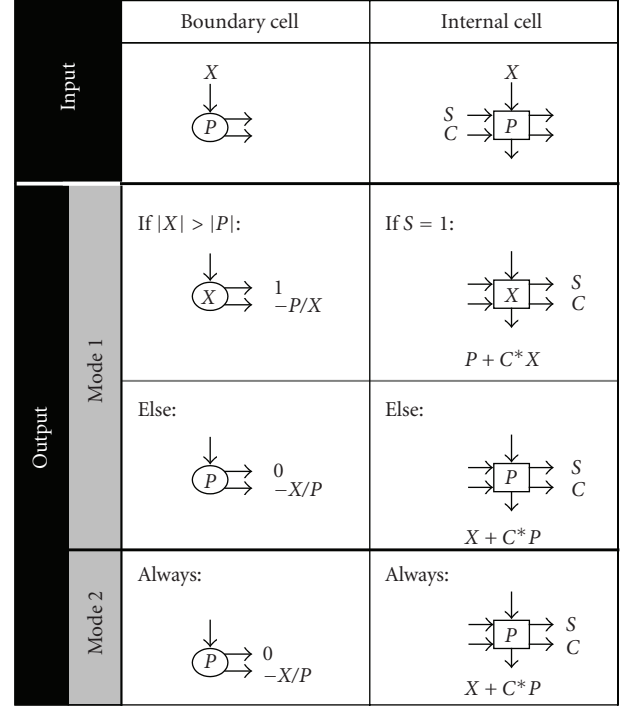 Boundary cell
Internal cell
Input
X
P
X
S
C
P
Output
Mode 1
If |X| > |P|:
X
1
−P/X
If S = 1:
X
S
C
P + C*X
Else:
P
0
−X/P
Else:
P
S
C
X + C*P
Mode 2
Always:
P
0
−X/P
Always:
P
S
C
X + C*P